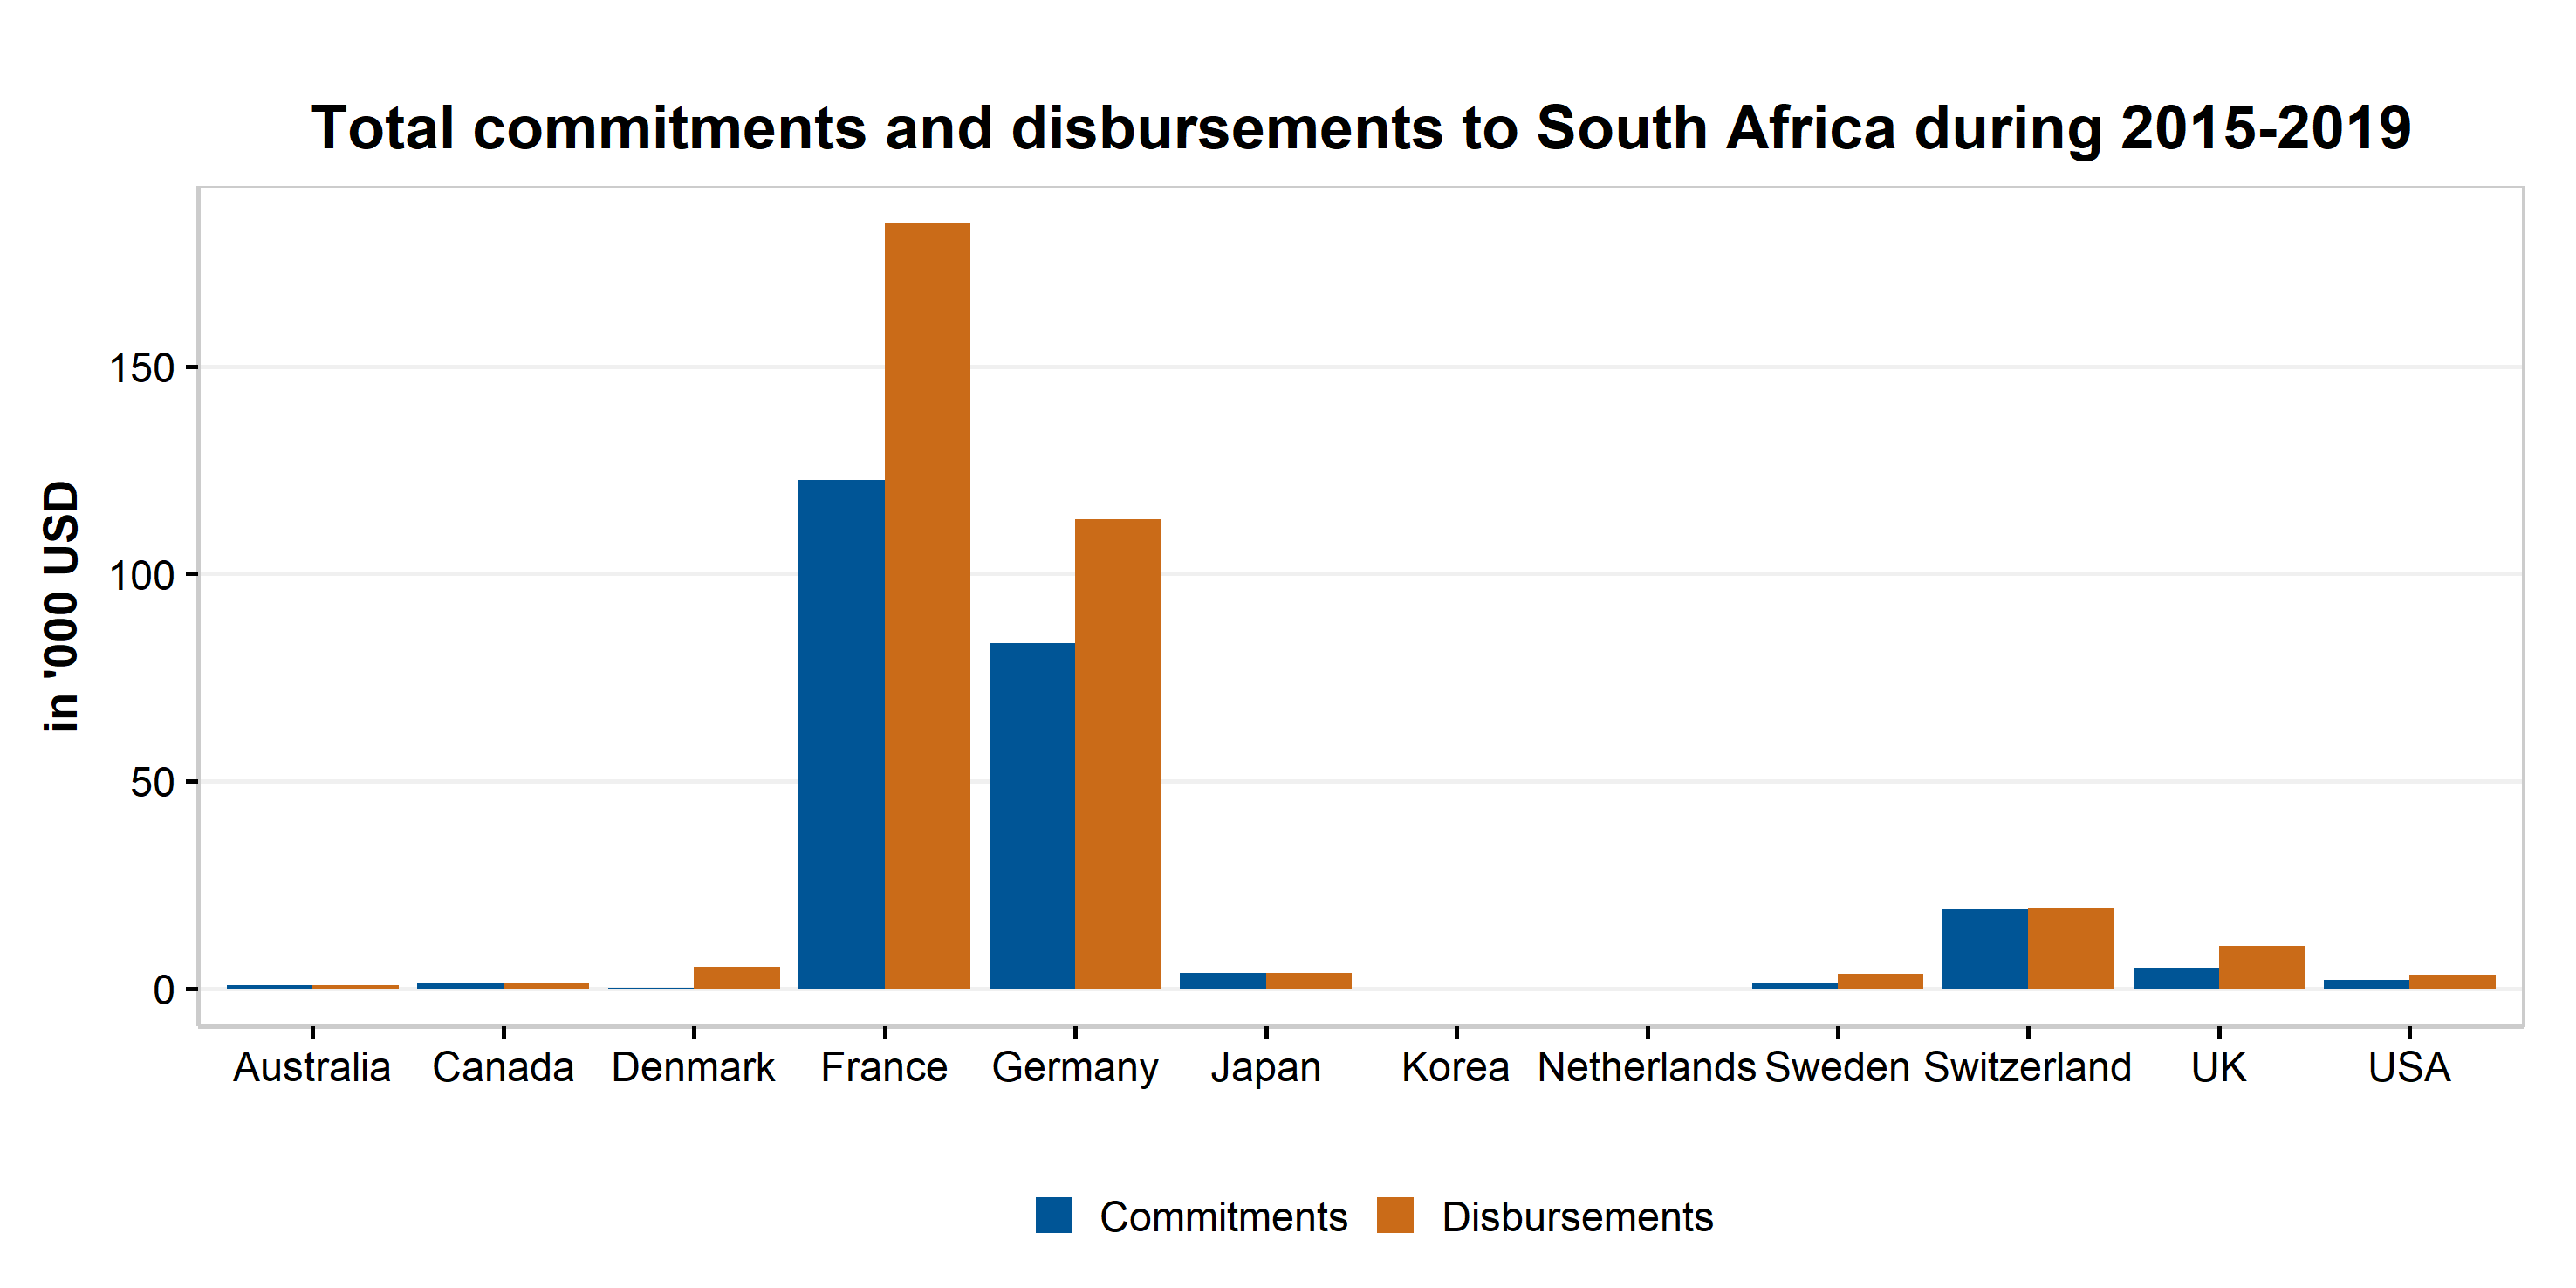 Total commitments and disbursements to South Africa during 2015-2019
in '000 USD
150
100
50
0
Australia Canada Denmark France Germany Japan Korea Netherlands Sweden Switzerland UK USA
Commitments Disbursements